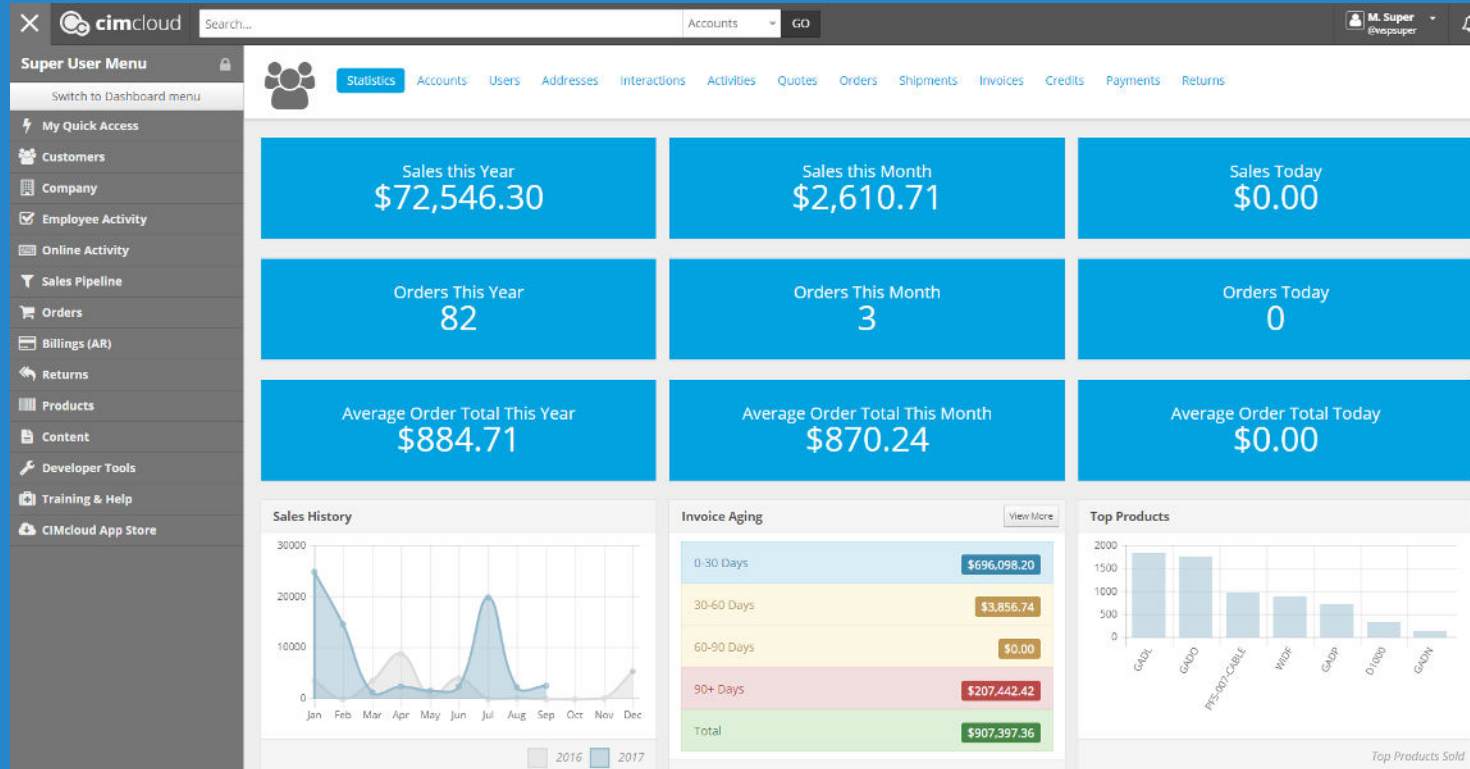 cimcloud Search... Accounts GO M. Super
@wspsuper
Super User Menu
Switch to Dashboard menu
My Quick Access
Customers
Company
Employee Activity
Online Activity
Sales Pipeline
Orders
Billings (AR)
Returns
Products
Content
Developer Tools
Training & Help
CIMcloud App Store
Statistics Accounts Users Addresses Interactions Activities Quotes Orders Shipments Invoices Credits Payments Returns
Sales this Year
$72,546.30
Sales this Month
$2,610.71
Sales Today
$0.00
Orders This Year
82
Orders This Month
3
Orders Today
0
Average Order Total This Year
$884.71
Average Order Total This Month
$870.24
Average Order Total Today
$0.00
Sales History
30000
20000
10000
0
Jan Feb Mar Apr May Jun Jul Aug Sep Oct Nov Dec
2016 2017
Invoice Aging View More
0-30 Days $696,098.20
30-60 Days $3,856.74
60-90 Days $0.00
90+ Days $207,442.42
Total $907,397.36
Top Products
2000
1500
1000
500
0
GADL GADO PFS-007-CABLE WIDF GADP D1000 GADN
Top Products Sold